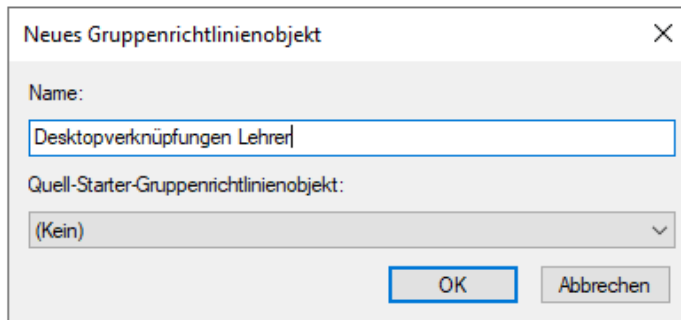 Neues Gruppenrichtlinienobjekt
Name:
Desktopverknüpfungen Lehrer
Quell-Starter-Gruppenrichtlinienobjekt:
(Kein)
OK Abbrechen